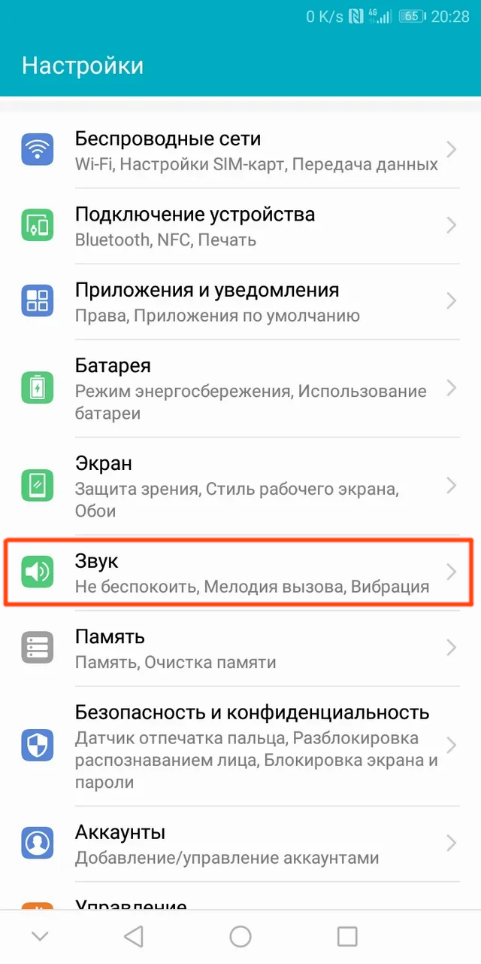 0 K/s 4G 65 20:28
Настройки
Беспроводные сети
Wi-Fi, Настройки SIM-карт, Передача данных
Подключение устройства
Bluetooth, NFC, Печать
Приложения и уведомления
Права, Приложения по умолчанию
Батарея
Режим энергосбережения, Использование
батареи
Экран
Защита зрения, Стиль рабочего экрана,
Обои
Звук
Не беспокоить, Мелодия вызова, Вибрация
Память
Память, Очистка памяти
Безопасность и конфиденциальность
Датчик отпечатка пальца, Разблокировка
распознаванием лица, Блокировка экрана и
пароли
Аккаунты
Добавление/управление аккаунтами
Управление